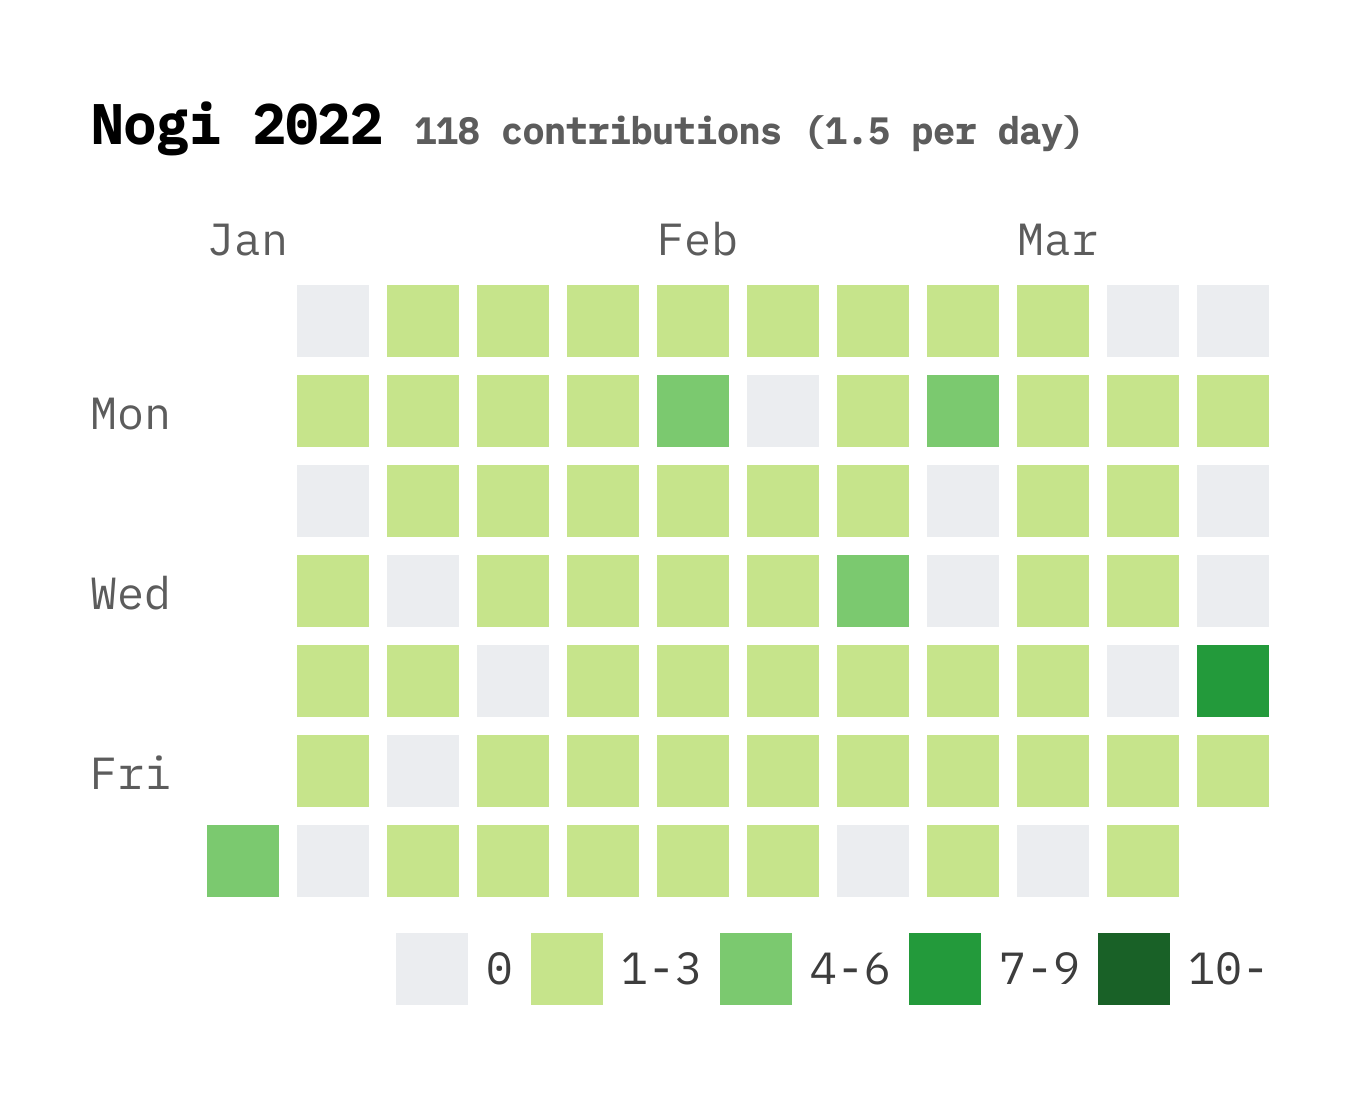 Nogi 2022 118 contributions (1.5 per day)
Jan Feb Mar
Mon
Wed
Fri
0 1-3 4-6 7-9 10-